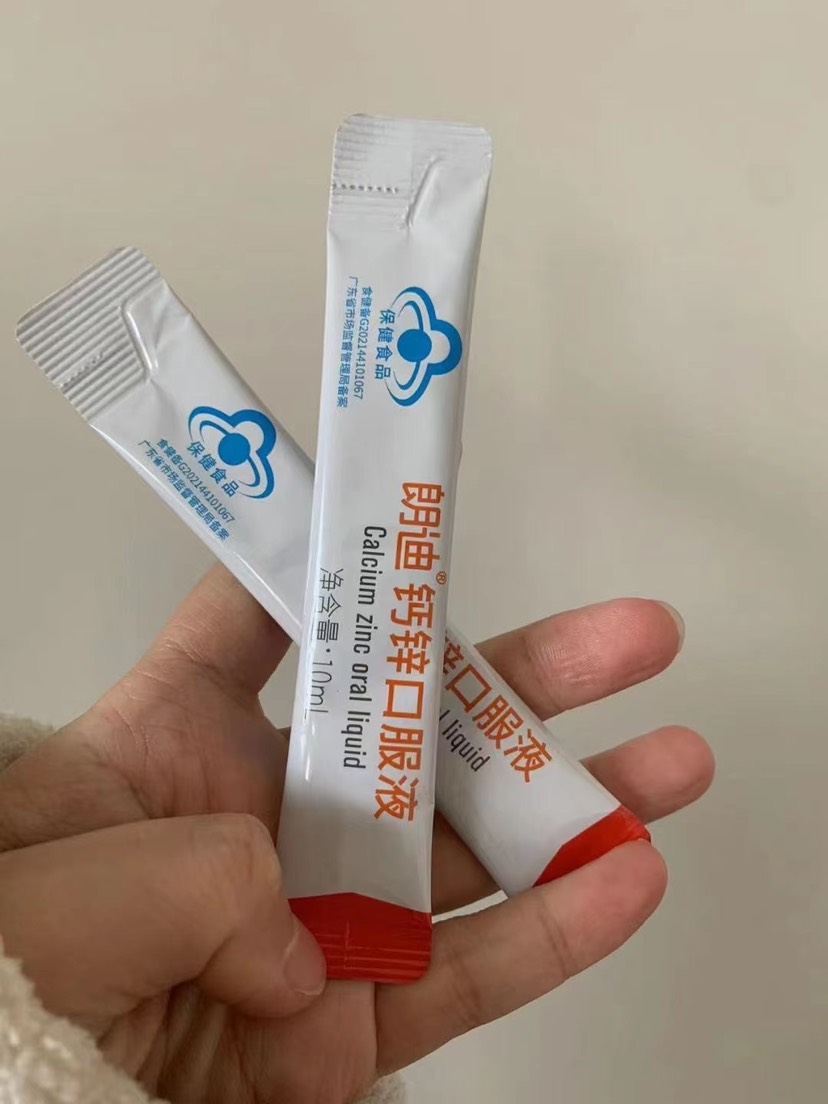 保健食品
食健备G202144101067
广东省市场监督管理局备案
朗迪® 钙锌口服液
Calcium zinc oral liquid
净含量:10mL
保健食品
食健备G202144101067
广东省市场监督管理局备案
锌口服液
l liquid